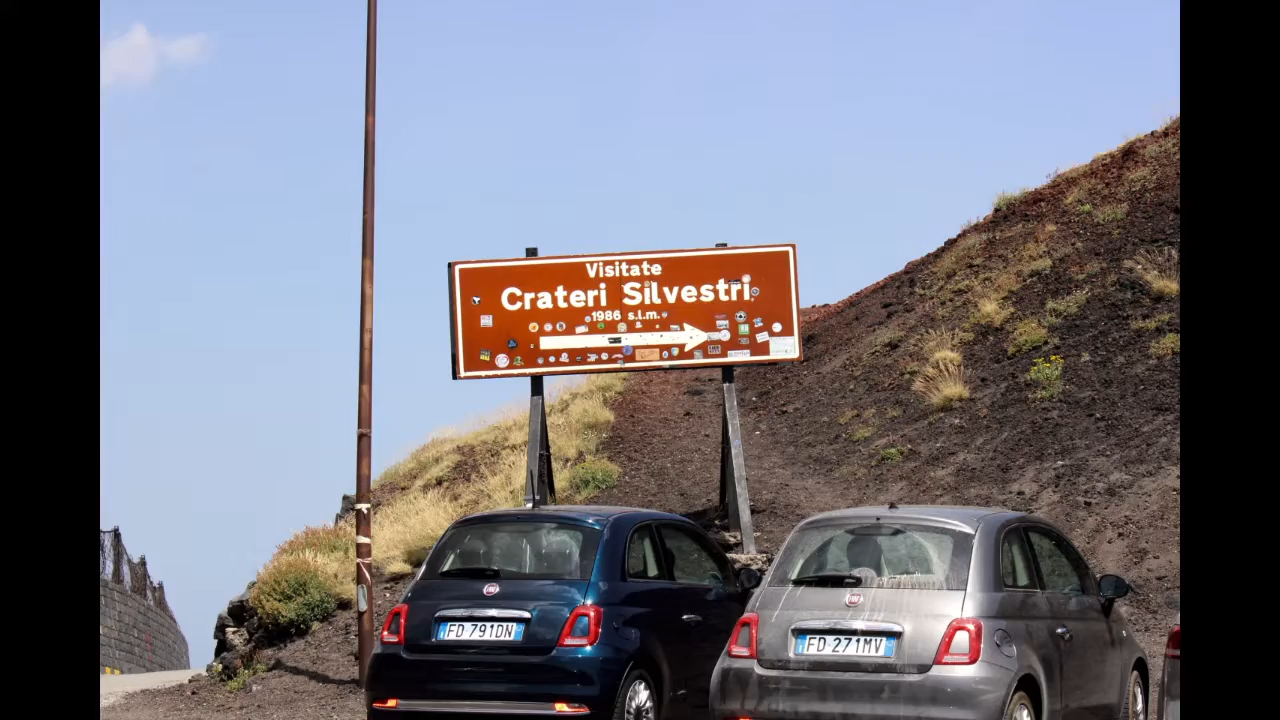 Visitate
Crateri Silvestri
1986 s.l.m.
FD 791DN
FD 271MV